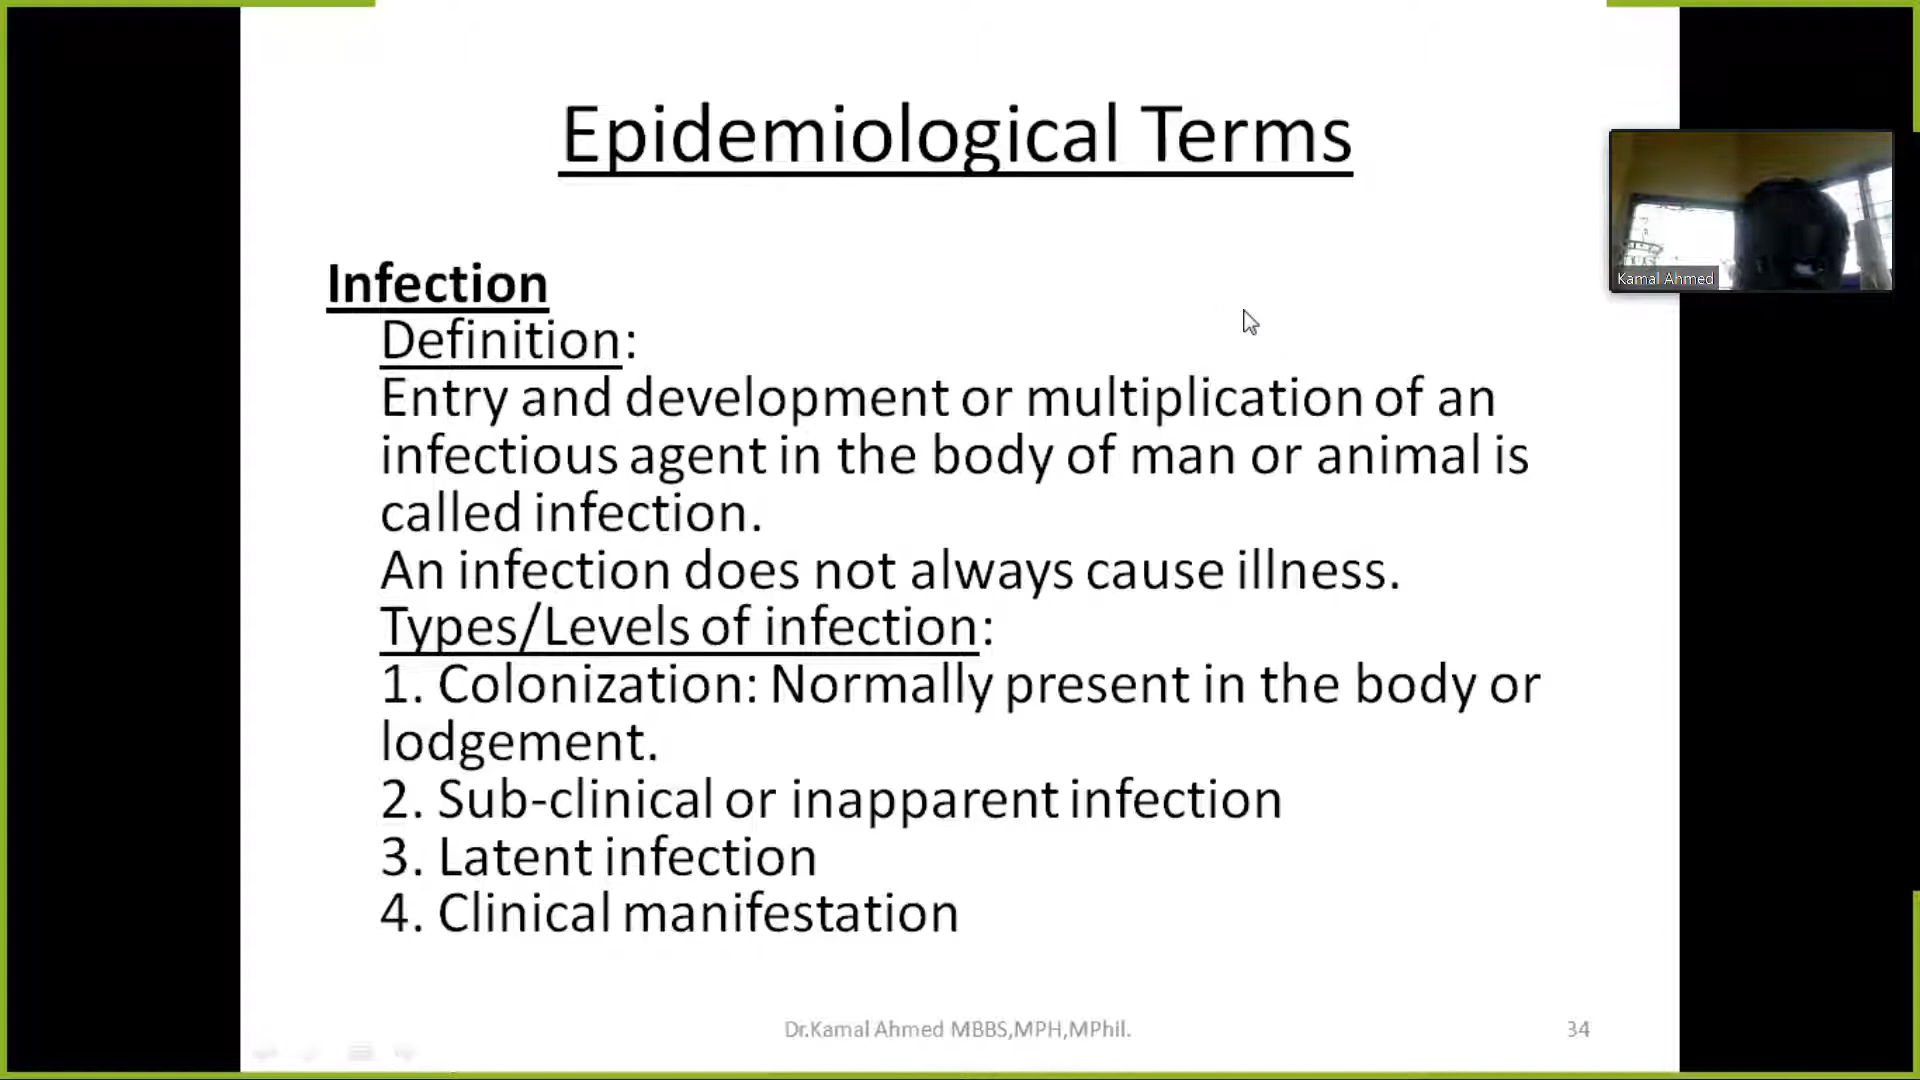 Epidemiological Terms
Infection
Definition:
Entry and development or multiplication of an
infectious agent in the body of man or animal is
called infection.
An infection does not always cause illness.
Types/Levels of infection:
1. Colonization: Normally present in the body or
lodgement.
2. Sub-clinical or inapparent infection
3. Latent infection
4. Clinical manifestation
Kamal Ahmed
Dr.Kamal Ahmed MBBS,MPH,MPhil.
34